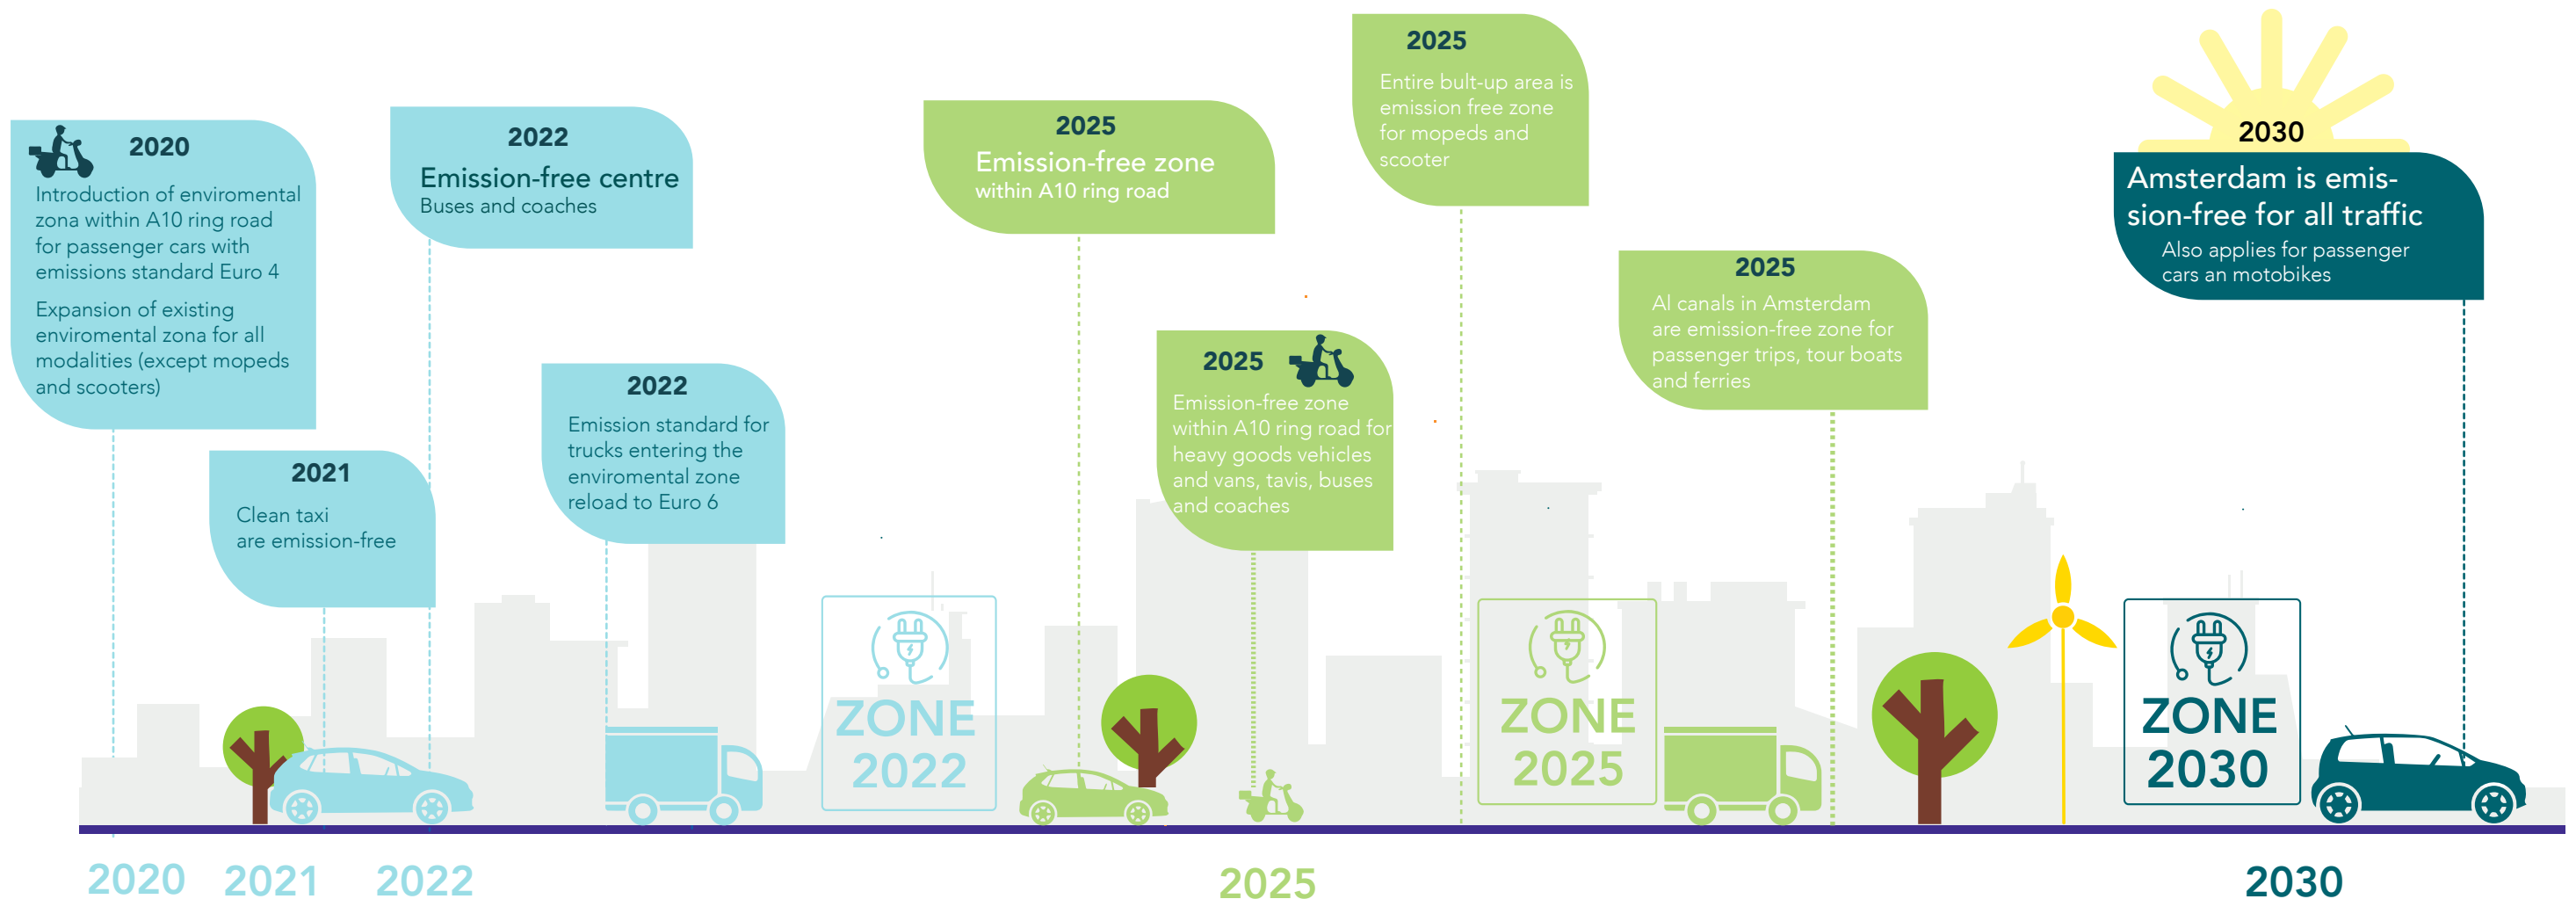 2020
Introduction of enviromental
zona within A10 ring road
for passenger cars with
emissions standard Euro 4
Expansion of existing
enviromental zona for all
modalities (except mopeds
and scooters)
2021
Clean taxi
are emission-free
2022
Emission-free centre
Buses and coaches
2022
Emission standard for
trucks entering the
enviromental zone
reload to Euro 6
2025
Emission-free zone
within A10 ring road
2025
Emission-free zone
within A10 ring road for
heavy goods vehicles
and vans, tavis, buses
and coaches
2025
Entire bult-up area is
emission free zone
for mopeds and
scooter
2025
Al canals in Amsterdam
are emission-free zone for
passenger trips, tour boats
and ferries
2030
Amsterdam is emis-
sion-free for all traffic
Also applies for passenger
cars an motobikes
ZONE
2022
ZONE
2025
ZONE
2030
2020
2021
2022
2025
2030